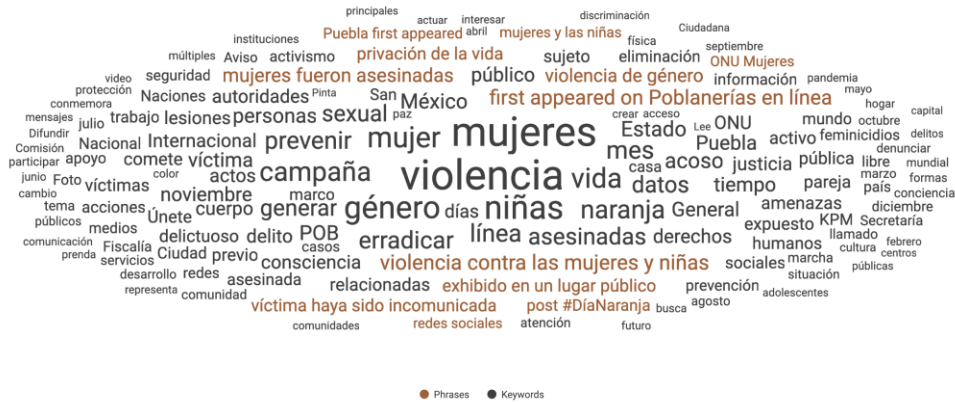 principales
actuar interesar discriminación
Puebla first appeared abril mujeres y las niñas Ciudadana
instituciones física
múltiples Aviso activismo privación de la vida sujeto eliminación septiembre
video seguridad mujeres fueron asesinadas público violencia de género información ONU Mujeres pandemia
protección Naciones autoridades Pinta San México first appeared on Poblanerías en línea mayo
conmemora hogar
mensajes julio trabajo lesiones personas sexual paz mujeres crear acceso Estado Lee ONU mundo octubre capital
Difundir Nacional Internacional prevenir mujer Puebla activo feminicidios delitos
Comisión mes denunciar
participar apoyo comete víctima campaña violencia vida casa acoso justicia pública libre mundial
junio Foto víctimas color actos datos tiempo pareja país marzo formas
cambio noviembre marco conciencia
tema acciones Únete cuerpo generar género días niñas naranja General amenazas diciembre
públicos medios delictuoso delito POB erradicar línea asesinadas derechos expuesto KPM Secretaría
comunicación Fiscalía casos humanos llamado febrero
prenda servicios Ciudad previo consciencia violencia contra las mujeres y niñas sociales marcha cultura centros
desarrollo redes asesinada relacionadas exhibido en un lugar público prevención situación públicas
representa comunidad víctima haya sido incomunicada post #DíaNaranja busca agosto adolescentes
comunidades redes sociales atención futuro
Phrases Keywords